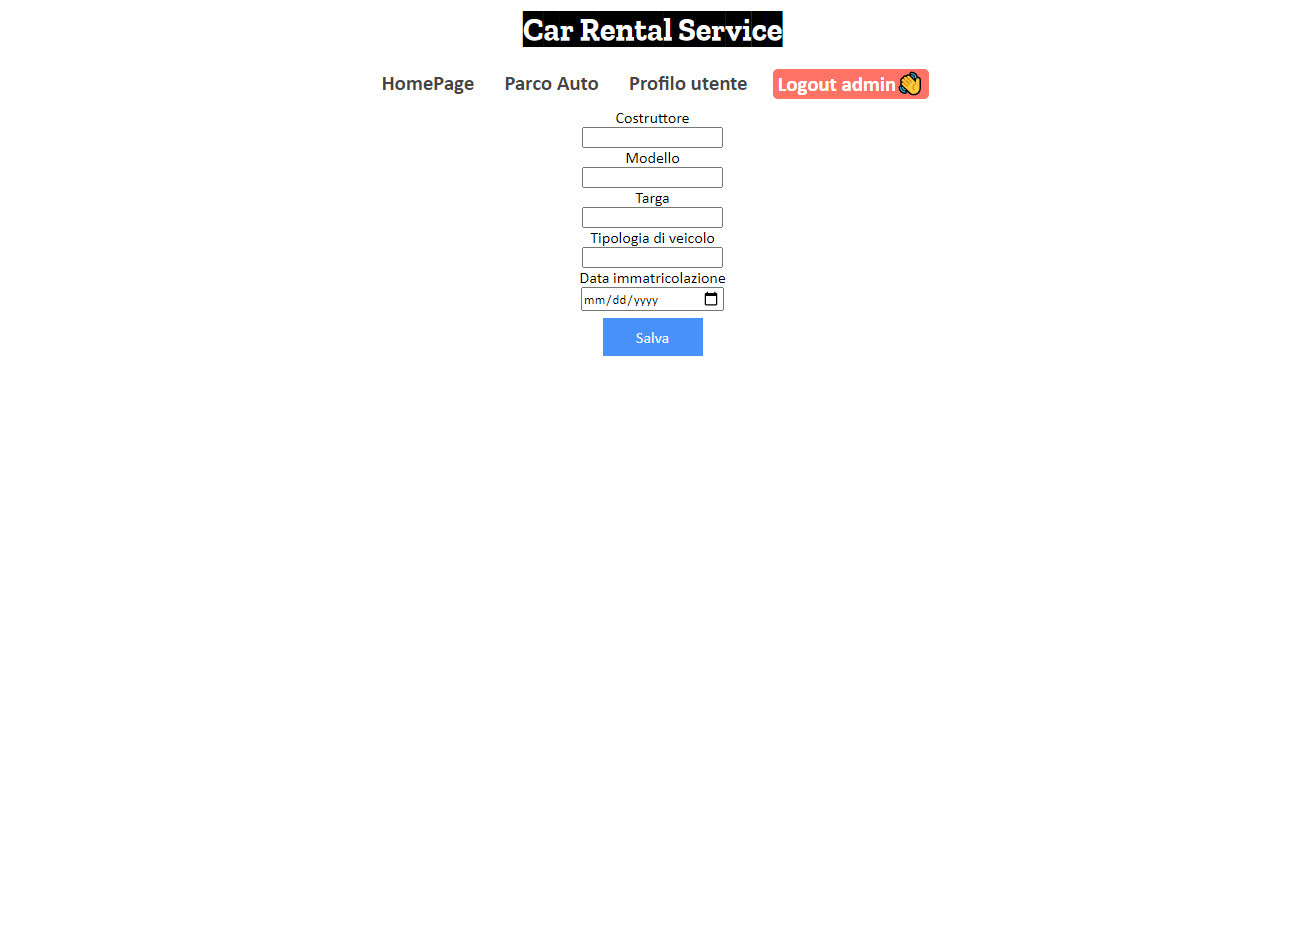 Car Rental Service
HomePage Parco Auto Profilo utente Logout admin👋
Costruttore
Modello
Targa
Tipologia di veicolo
Data immatricolazione
mm/dd/yyyy
Salva